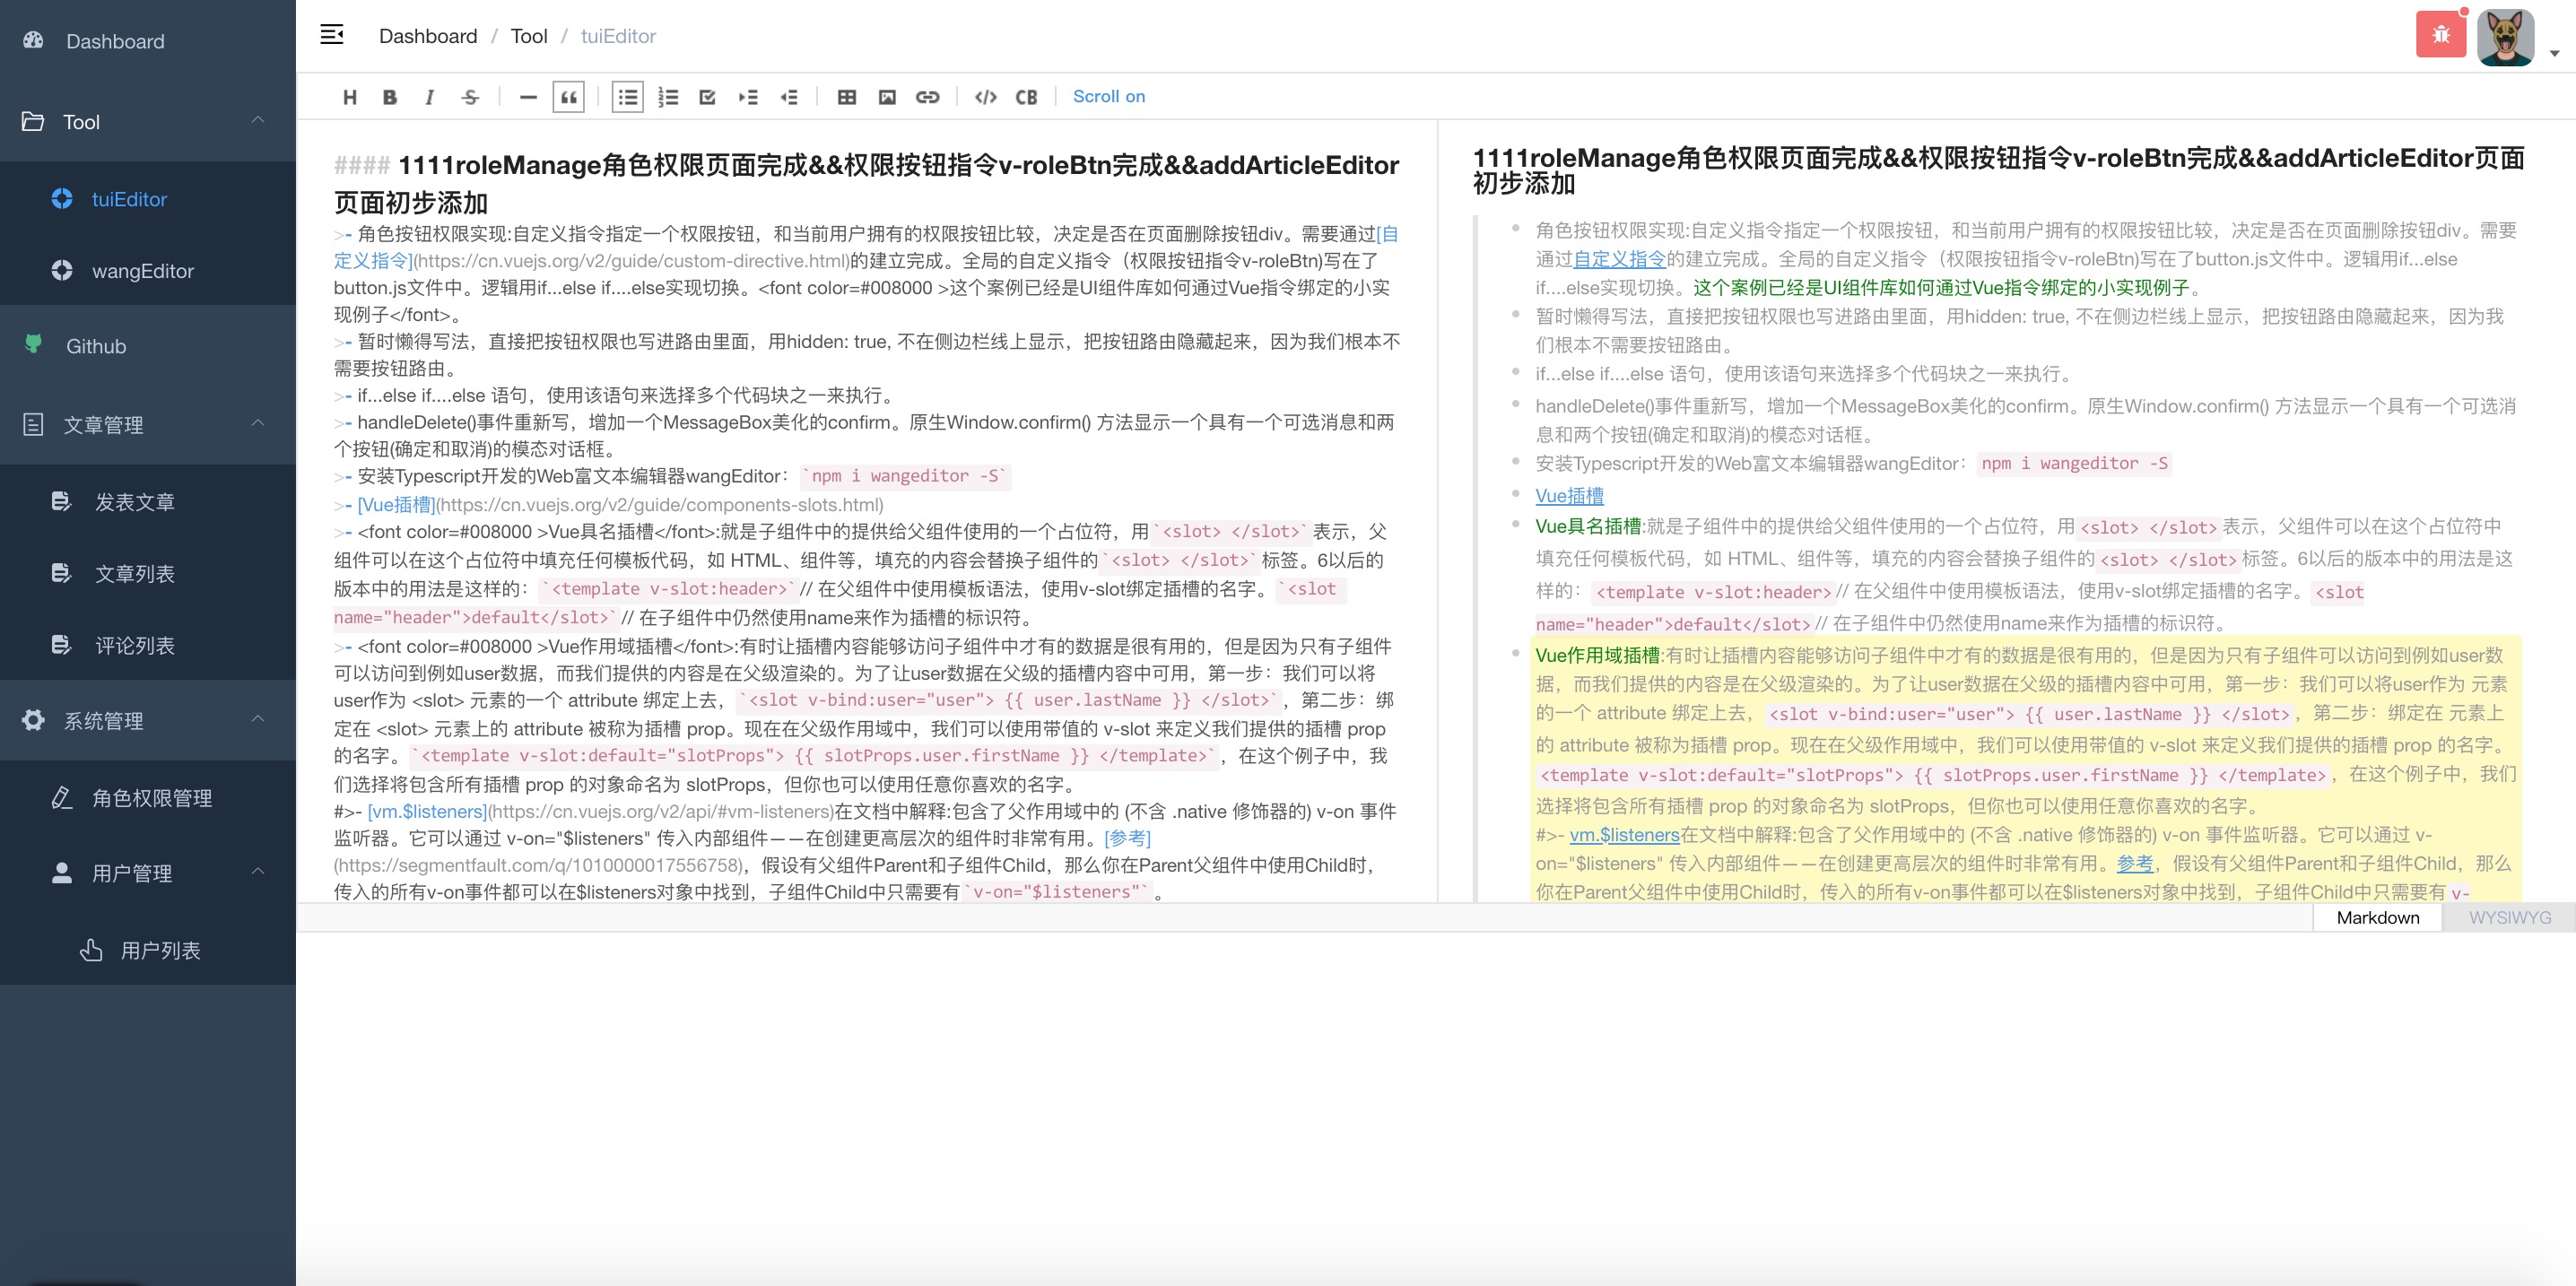 Dashboard
Tool
tuiEditor
wangEditor
Github
文章管理
发表文章
文章列表
评论列表
系统管理
角色权限管理
用户管理
用户列表
Dashboard / Tool / tuiEditor
H B I S — “ CB Scroll on
#### 1111roleManage角色权限页面完成&&权限按钮指令v-roleBtn完成&&addArticleEditor
页面初步添加
>- 角色按钮权限实现:自定义指令指定一个权限按钮，和当前用户拥有的权限按钮比较，决定是否在页面删除按钮div。需要通过[自
定义指令](https://cn.vuejs.org/v2/guide/custom-directive.html)的建立完成。全局的自定义指令（权限按钮指令v-roleBtn)写在了
button.js文件中。逻辑用if...else if....else实现切换。<font color=#008000 >这个案例已经是UI组件库如何通过Vue指令绑定的小实
现例子</font>。
>- 暂时懒得写法，直接把按钮权限也写进路由里面，用hidden: true, 不在侧边栏线上显示，把按钮路由隐藏起来，因为我们根本不
需要按钮路由。
>- if...else if....else 语句，使用该语句来选择多个代码块之一来执行。
>- handleDelete()事件重新写，增加一个MessageBox美化的confirm。原生Window.confirm() 方法显示一个具有一个可选消息和两
个按钮(确定和取消)的模态对话框。
>- 安装Typescript开发的Web富文本编辑器wangEditor：`npm i wangeditor -S`
>- [Vue插槽](https://cn.vuejs.org/v2/guide/components-slots.html)
>- <font color=#008000 >Vue具名插槽</font>:就是子组件中的提供给父组件使用的一个占位符，用`<slot> </slot>`表示，父
组件可以在这个占位符中填充任何模板代码，如 HTML、组件等，填充的内容会替换子组件的`<slot> </slot>`标签。6以后的
版本中的用法是这样的：`<template v-slot:header>`// 在父组件中使用模板语法，使用v-slot绑定插槽的名字。`<slot
name="header">default</slot>`// 在子组件中仍然使用name来作为插槽的标识符。
>- <font color=#008000 >Vue作用域插槽</font>:有时让插槽内容能够访问子组件中才有的数据是很有用的，但是因为只有子组件
可以访问到例如user数据，而我们提供的内容是在父级渲染的。为了让user数据在父级的插槽内容中可用，第一步：我们可以将
user作为 <slot> 元素的一个 attribute 绑定上去，`<slot v-bind:user="user"> {{ user.lastName }} </slot>`，第二步：绑
定在 <slot> 元素上的 attribute 被称为插槽 prop。现在在父级作用域中，我们可以使用带值的 v-slot 来定义我们提供的插槽 prop
的名字。`<template v-slot:default="slotProps"> {{ slotProps.user.firstName }} </template>`，在这个例子中，我
们选择将包含所有插槽 prop 的对象命名为 slotProps，但你也可以使用任意你喜欢的名字。
#>- [vm.$listeners](https://cn.vuejs.org/v2/api/#vm-listeners)在文档中解释:包含了父作用域中的 (不含 .native 修饰器的) v-on 事件
监听器。它可以通过 v-on="$listeners" 传入内部组件——在创建更高层次的组件时非常有用。[参考]
(https://segmentfault.com/q/1010000017556758)，假设有父组件Parent和子组件Child，那么你在Parent父组件中使用Child时，
传入的所有v-on事件都可以在$listeners对象中找到，子组件Child中只需要有`v-on="$listeners"`。
1111roleManage角色权限页面完成&&权限按钮指令v-roleBtn完成&&addArticleEditor页面
初步添加
角色按钮权限实现:自定义指令指定一个权限按钮，和当前用户拥有的权限按钮比较，决定是否在页面删除按钮div。需要
通过自定义指令的建立完成。全局的自定义指令（权限按钮指令v-roleBtn)写在了button.js文件中。逻辑用if...else
if....else实现切换。这个案例已经是UI组件库如何通过Vue指令绑定的小实现例子。
暂时懒得写法，直接把按钮权限也写进路由里面，用hidden: true, 不在侧边栏线上显示，把按钮路由隐藏起来，因为我
们根本不需要按钮路由。
if...else if....else 语句，使用该语句来选择多个代码块之一来执行。
handleDelete()事件重新写，增加一个MessageBox美化的confirm。原生Window.confirm() 方法显示一个具有一个可选消
息和两个按钮(确定和取消)的模态对话框。
安装Typescript开发的Web富文本编辑器wangEditor：npm i wangeditor -S
Vue插槽
Vue具名插槽:就是子组件中的提供给父组件使用的一个占位符，用<slot> </slot>表示，父组件可以在这个占位符中
填充任何模板代码，如 HTML、组件等，填充的内容会替换子组件的<slot> </slot>标签。6以后的版本中的用法是这
样的：<template v-slot:header>// 在父组件中使用模板语法，使用v-slot绑定插槽的名字。<slot
name="header">default</slot>// 在子组件中仍然使用name来作为插槽的标识符。
Vue作用域插槽:有时让插槽内容能够访问子组件中才有的数据是很有用的，但是因为只有子组件可以访问到例如user数
据，而我们提供的内容是在父级渲染的。为了让user数据在父级的插槽内容中可用，第一步：我们可以将user作为 元素
的一个 attribute 绑定上去，<slot v-bind:user="user"> {{ user.lastName }} </slot>，第二步：绑定在 元素上
的 attribute 被称为插槽 prop。现在在父级作用域中，我们可以使用带值的 v-slot 来定义我们提供的插槽 prop 的名字。
<template v-slot:default="slotProps"> {{ slotProps.user.firstName }} </template>，在这个例子中，我们
选择将包含所有插槽 prop 的对象命名为 slotProps，但你也可以使用任意你喜欢的名字。
#>- vm.$listeners在文档中解释:包含了父作用域中的 (不含 .native 修饰器的) v-on 事件监听器。它可以通过 v-
on="$listeners" 传入内部组件——在创建更高层次的组件时非常有用。参考，假设有父组件Parent和子组件Child，那么
你在Parent父组件中使用Child时，传入的所有v-on事件都可以在$listeners对象中找到，子组件Child中只需要有v-
Markdown
WYSIWYG